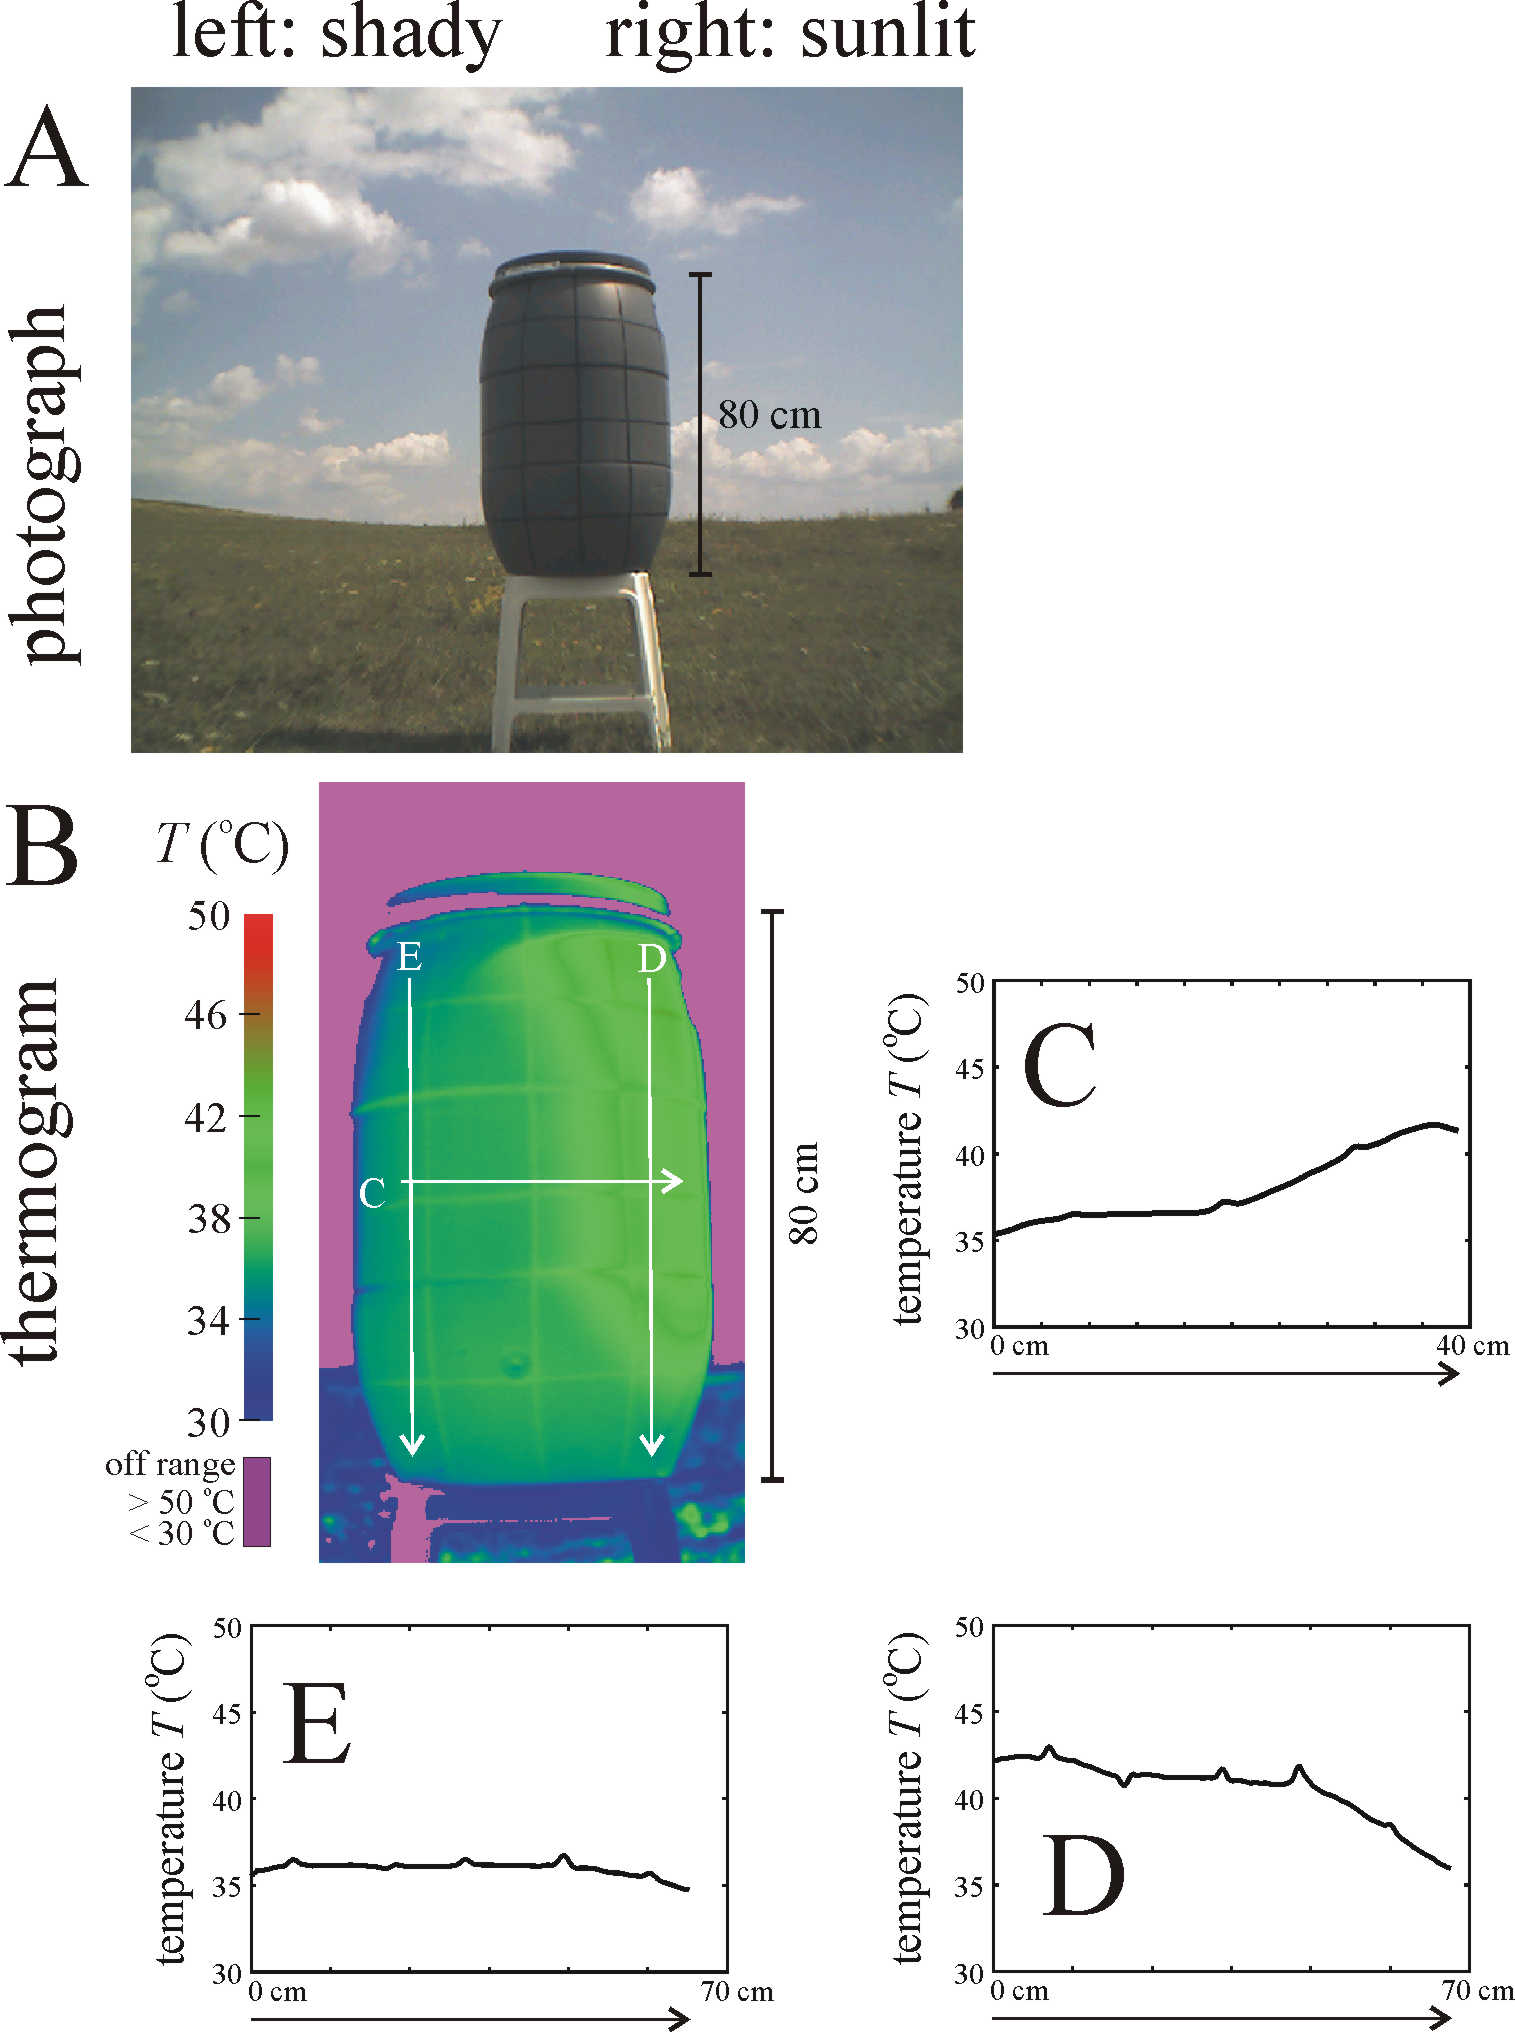 left: shady right: sunlit
A
photograph
80 cm
B
thermogram
T (°C)
50
46
42
38
34
30
off range
> 50 °C
< 30 °C
E
D
C
80 cm
C
temperature T (°C)
50
45
40
35
30
0 cm
40 cm
E
temperature T (°C)
50
45
40
35
30
0 cm
70 cm
D
temperature T (°C)
50
45
40
35
30
0 cm
70 cm